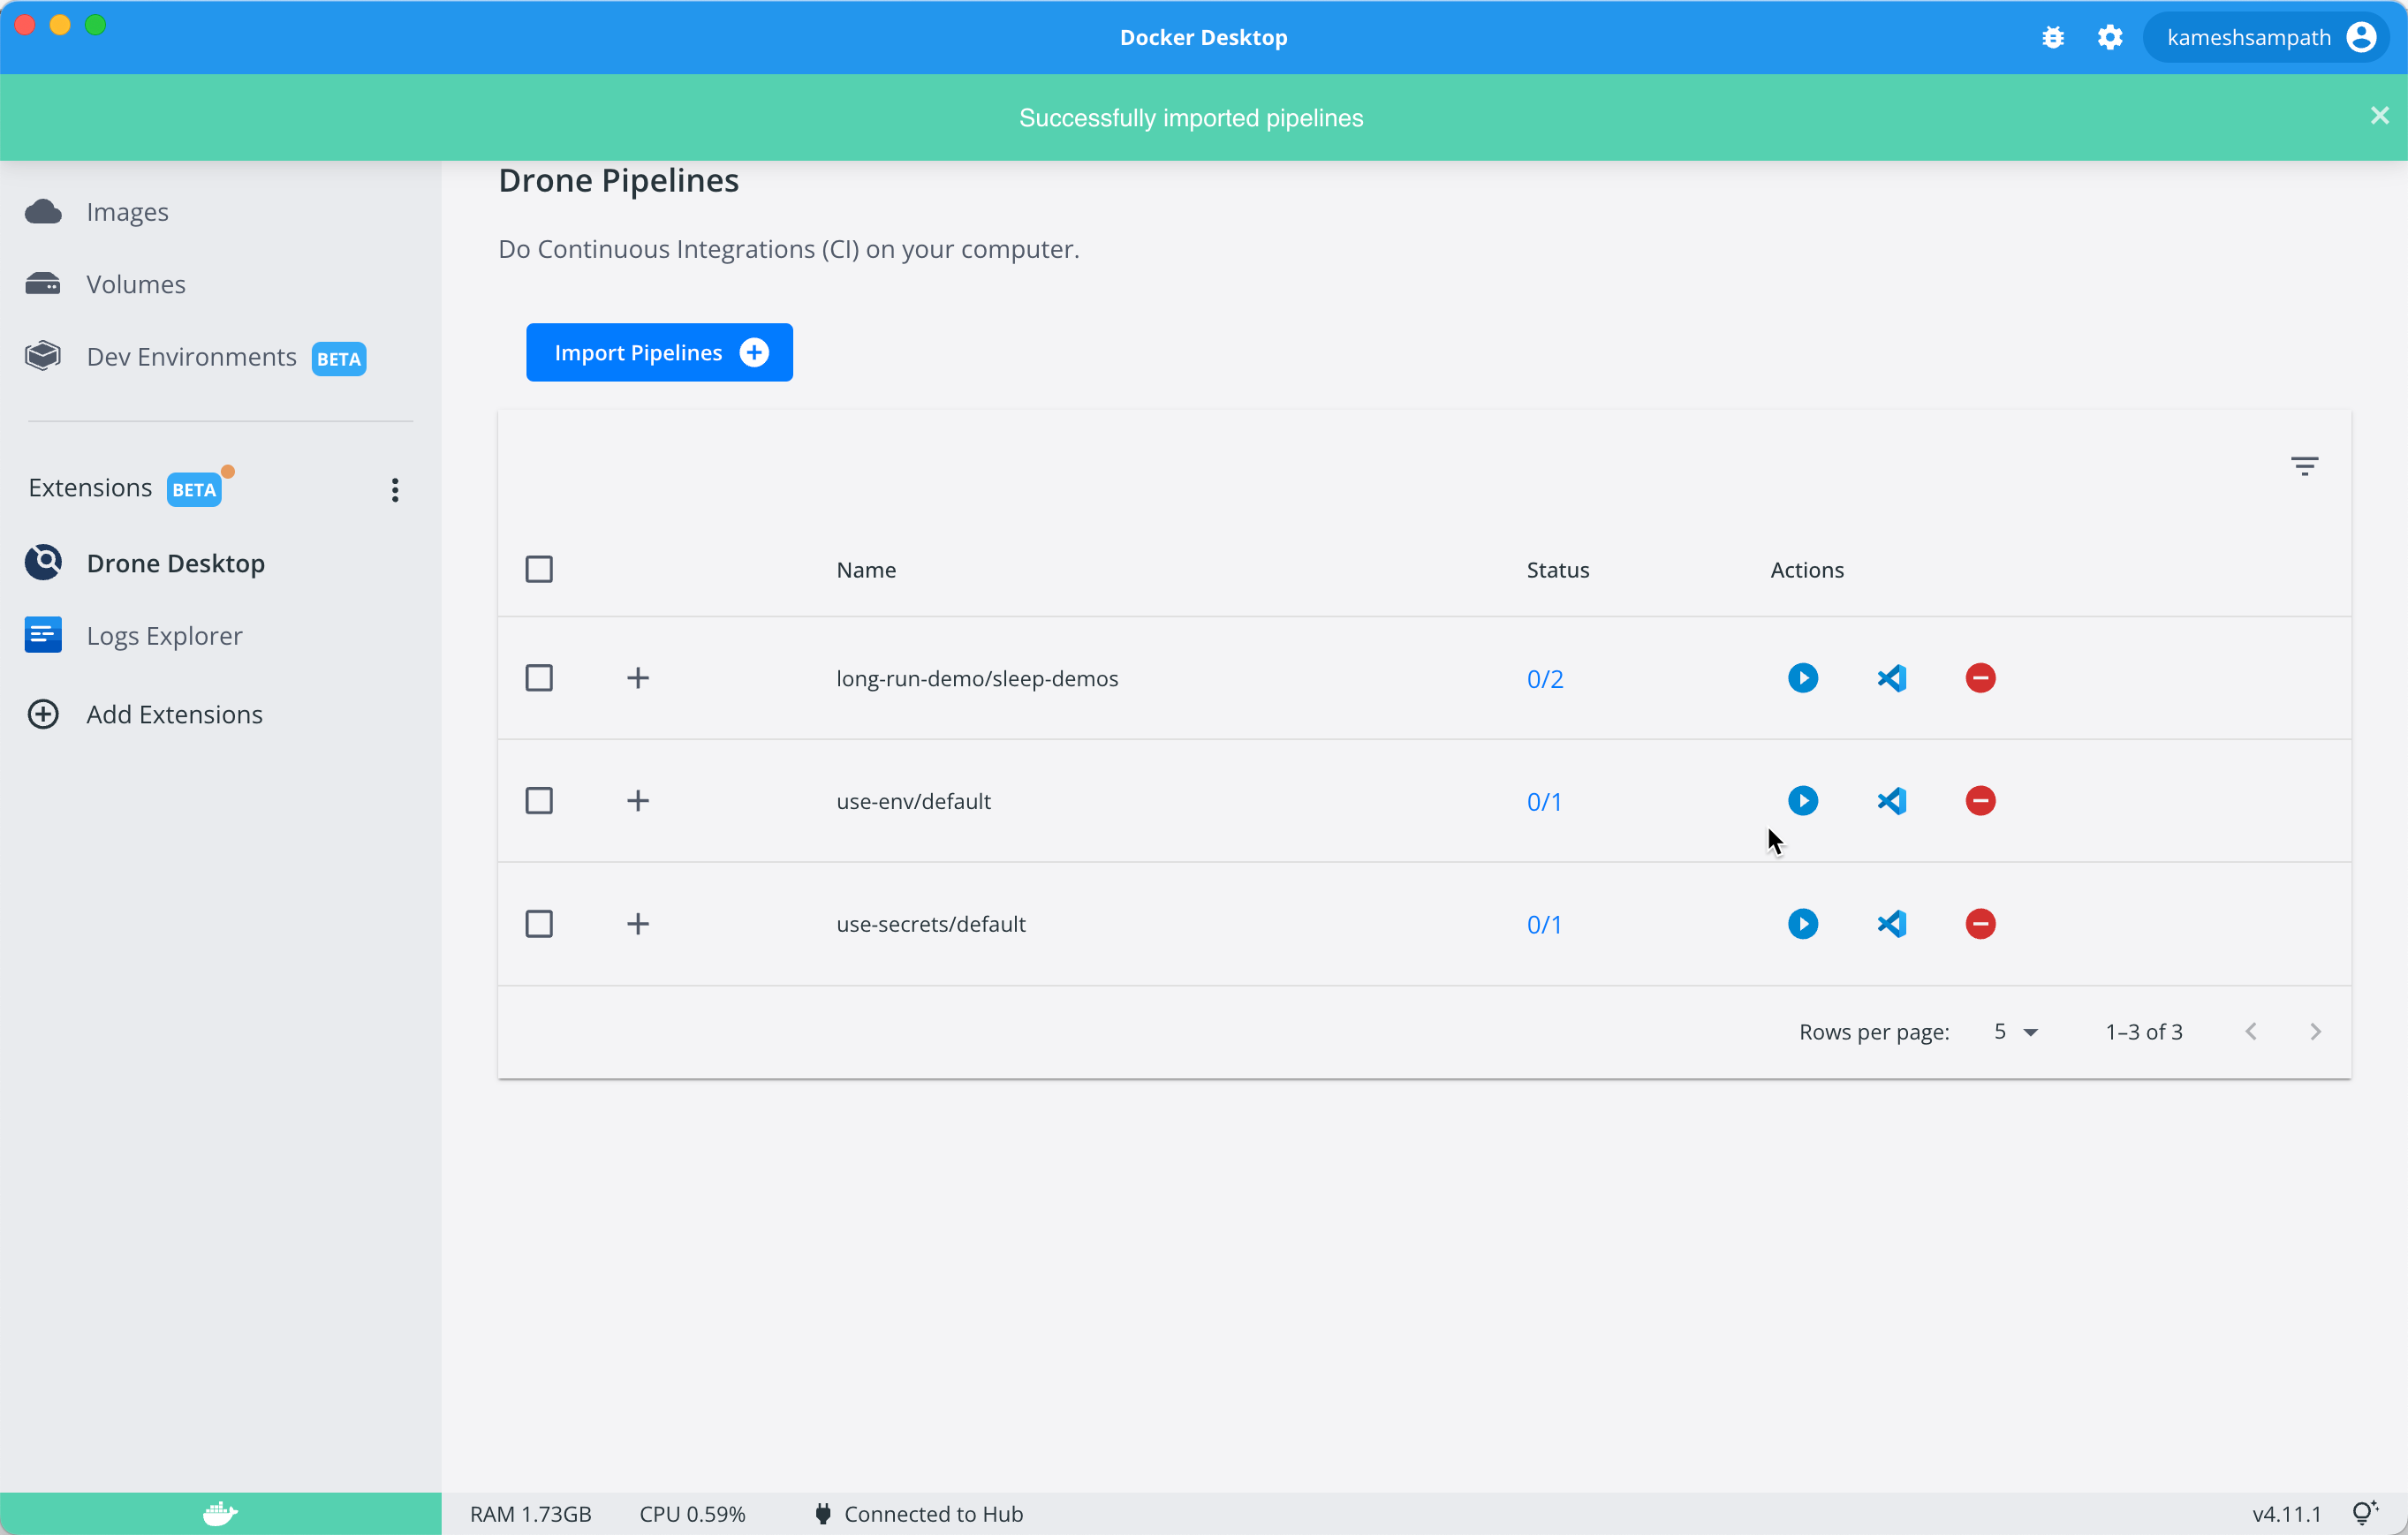 Docker Desktop
kameshsampath
Successfully imported pipelines
Images
Volumes
Dev Environments BETA
Extensions BETA
Drone Desktop
Logs Explorer
Add Extensions
Drone Pipelines
Do Continuous Integrations (CI) on your computer.
Import Pipelines
Name Status Actions
long-run-demo/sleep-demos 0/2
use-env/default 0/1
use-secrets/default 0/1
Rows per page: 5 1–3 of 3
RAM 1.73GB CPU 0.59% Connected to Hub v4.11.1